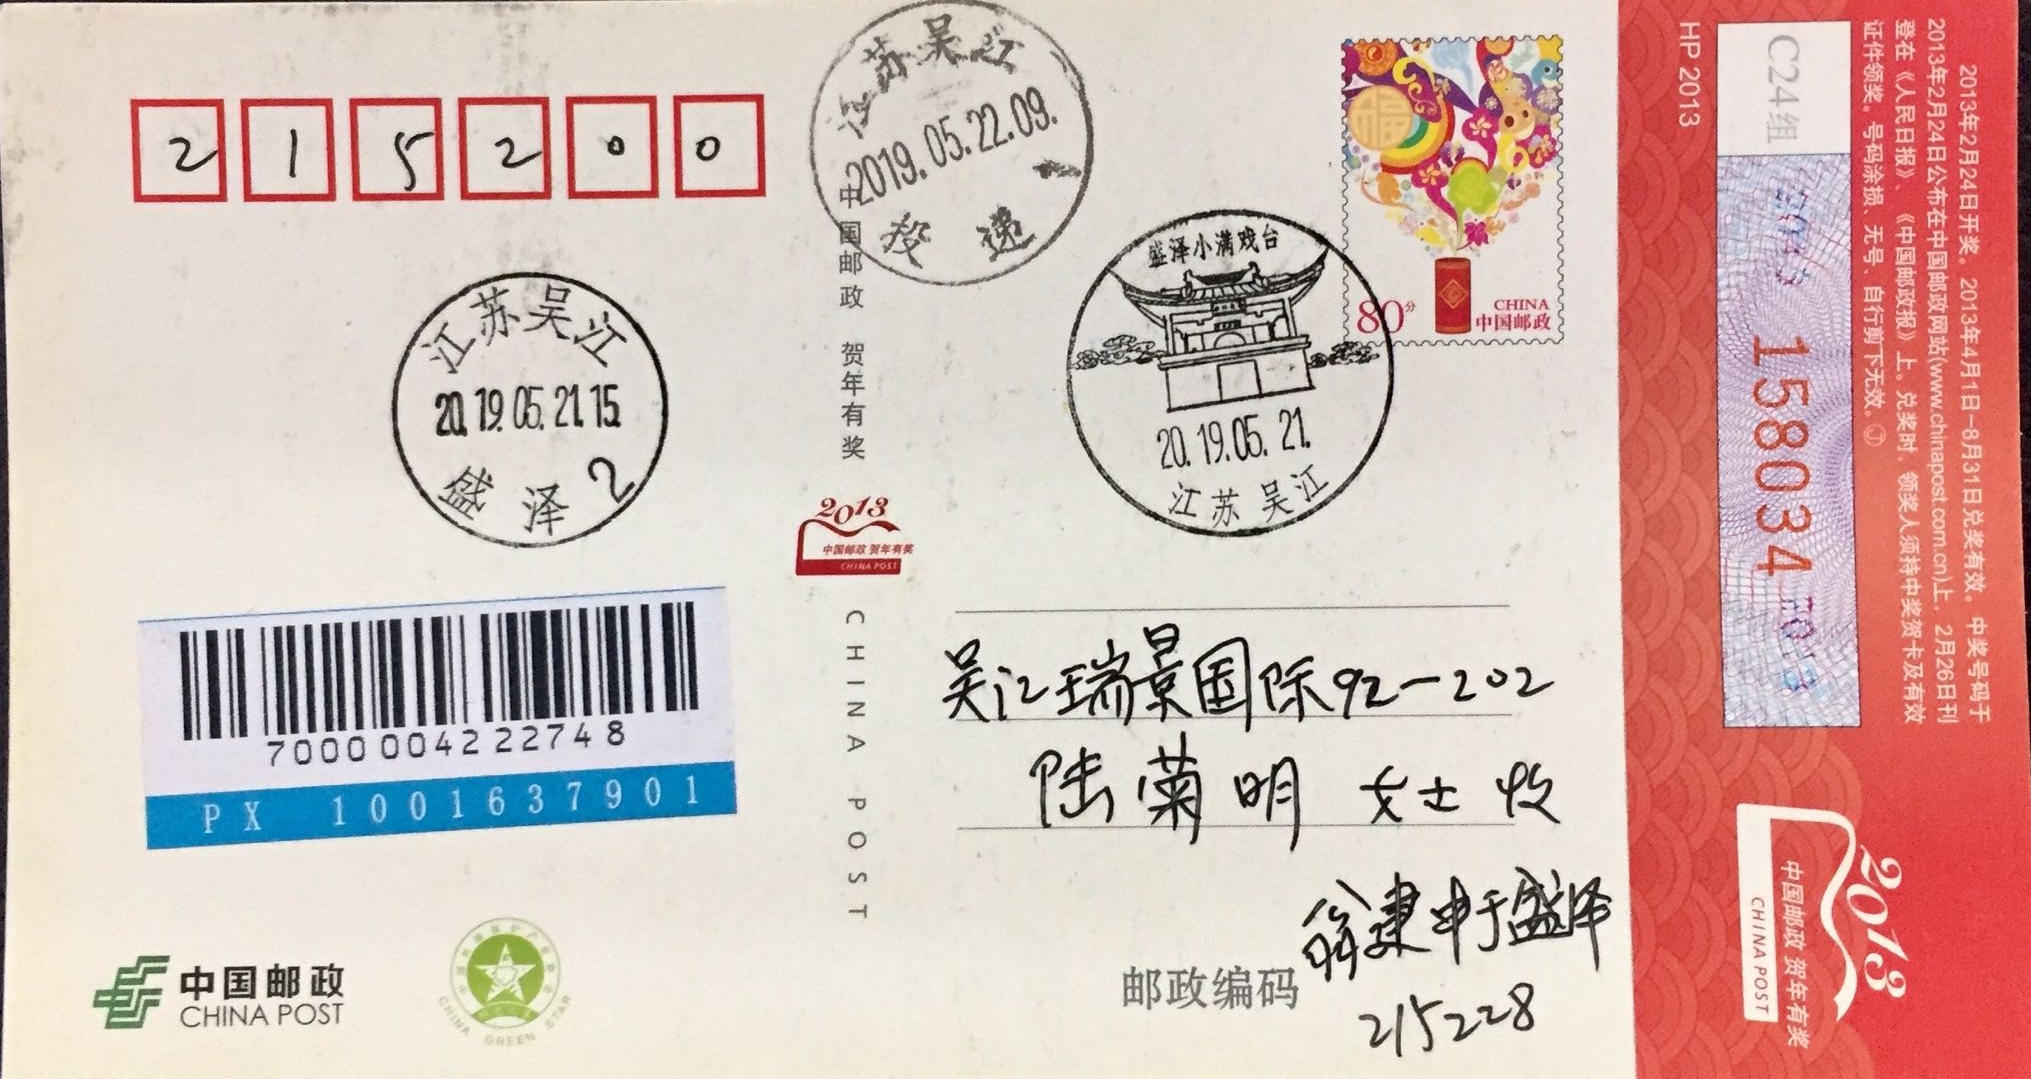 215200
江苏吴江
2019.05.22.09.
投递
江苏吴江
2019.05.21.15
盛泽2
盛泽小满戏台
2019.05.21.
江苏吴江
80分
CHINA
中国邮政
中国邮政 贺年有奖
2013
中国邮政 贺年有奖
CHINA POST
CHINA POST
7000004222748
PX 1001637901
吴江瑞景国际92-202
陆菊明 女士 收
翁建申于盛泽
邮政编码
215228
中国邮政
CHINA POST
CHINA GREEN STAR
2013年2月24日开奖。2013年4月1日-8月31日兑奖有效。中奖号码于
2013年2月24日公布在中国邮政网站(www.chinapost.com.cn)上，2月26日刊
登在《人民日报》、《中国邮政报》上。兑奖时，领奖人须持中奖贺卡及有效
证件领奖。号码涂损、无号、自行剪下无效。
C24组
158034
HP 2013
2013
中国邮政 贺年有奖
CHINA POST